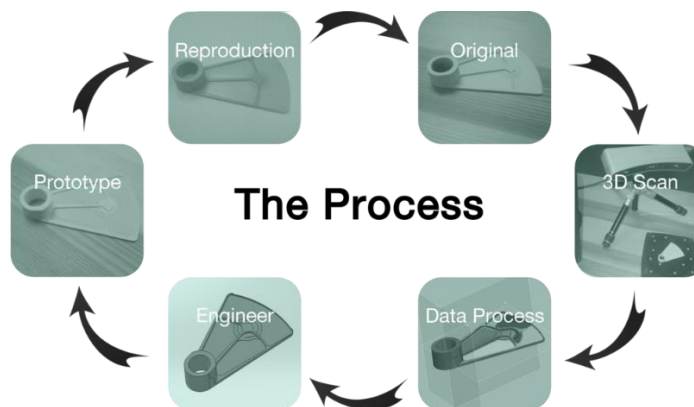 Reproduction
Original
Prototype
The Process
3D Scan
Engineer
Data Process